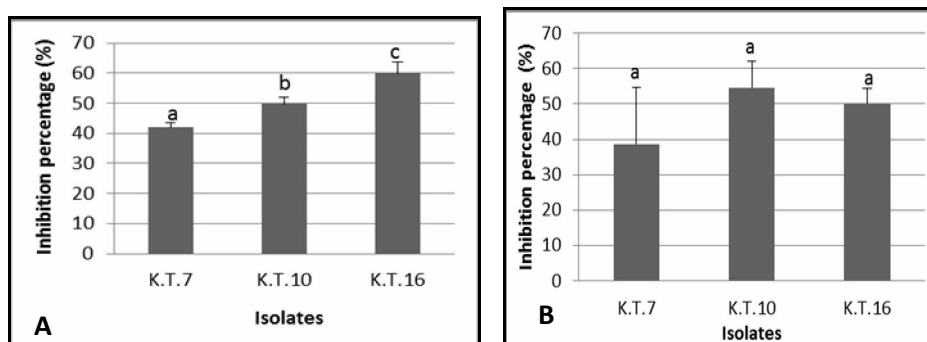 Inhibition percentage (%)
70
60
50
40
30
20
10
0
a
b
c
K.T.7 K.T.10 K.T.16
Isolates
A
Inhibition percentage (%)
70
60
50
40
30
20
10
0
a
a
a
K.T.7 K.T.10 K.T.16
Isolates
B